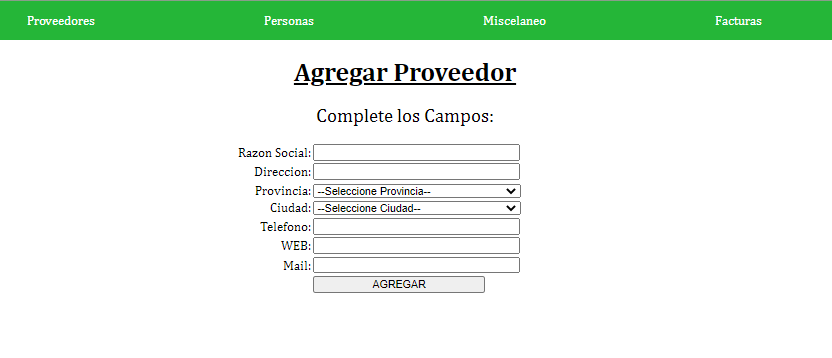 Proveedores Personas Miscelaneo Facturas
Agregar Proveedor
Complete los Campos:
Razon Social:
Direccion:
Provincia: --Seleccione Provincia--
Ciudad: --Seleccione Ciudad--
Telefono:
WEB:
Mail:
AGREGAR